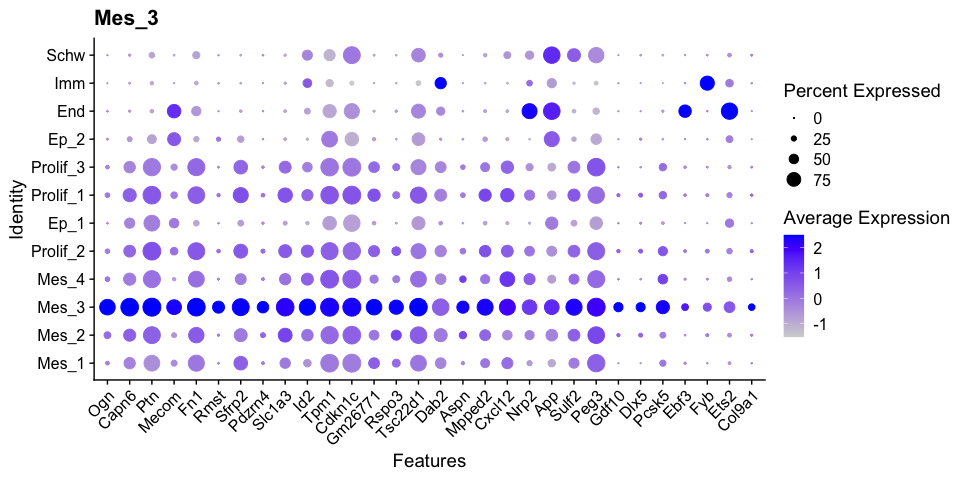 Mes_3
Identity
Schw
Imm
End
Ep_2
Prolif_3
Prolif_1
Ep_1
Prolif_2
Mes_4
Mes_3
Mes_2
Mes_1
Ogn
Capn6
Ptn
Mecom
Fn1
Rmst
Sfrp2
Pdzrn4
Slc1a3
Id2
Tpm1
Cdkn1c
Gm26771
Rspo3
Tsc22d1
Dab2
Aspn
Mpped2
Cxcl12
Nrp2
App
Sulf2
Peg3
Gdf10
Dlx5
Pcsk5
Ebf3
Fyb
Ets2
Col9a1
Features
Percent Expressed
0
25
50
75
Average Expression
2
1
0
-1